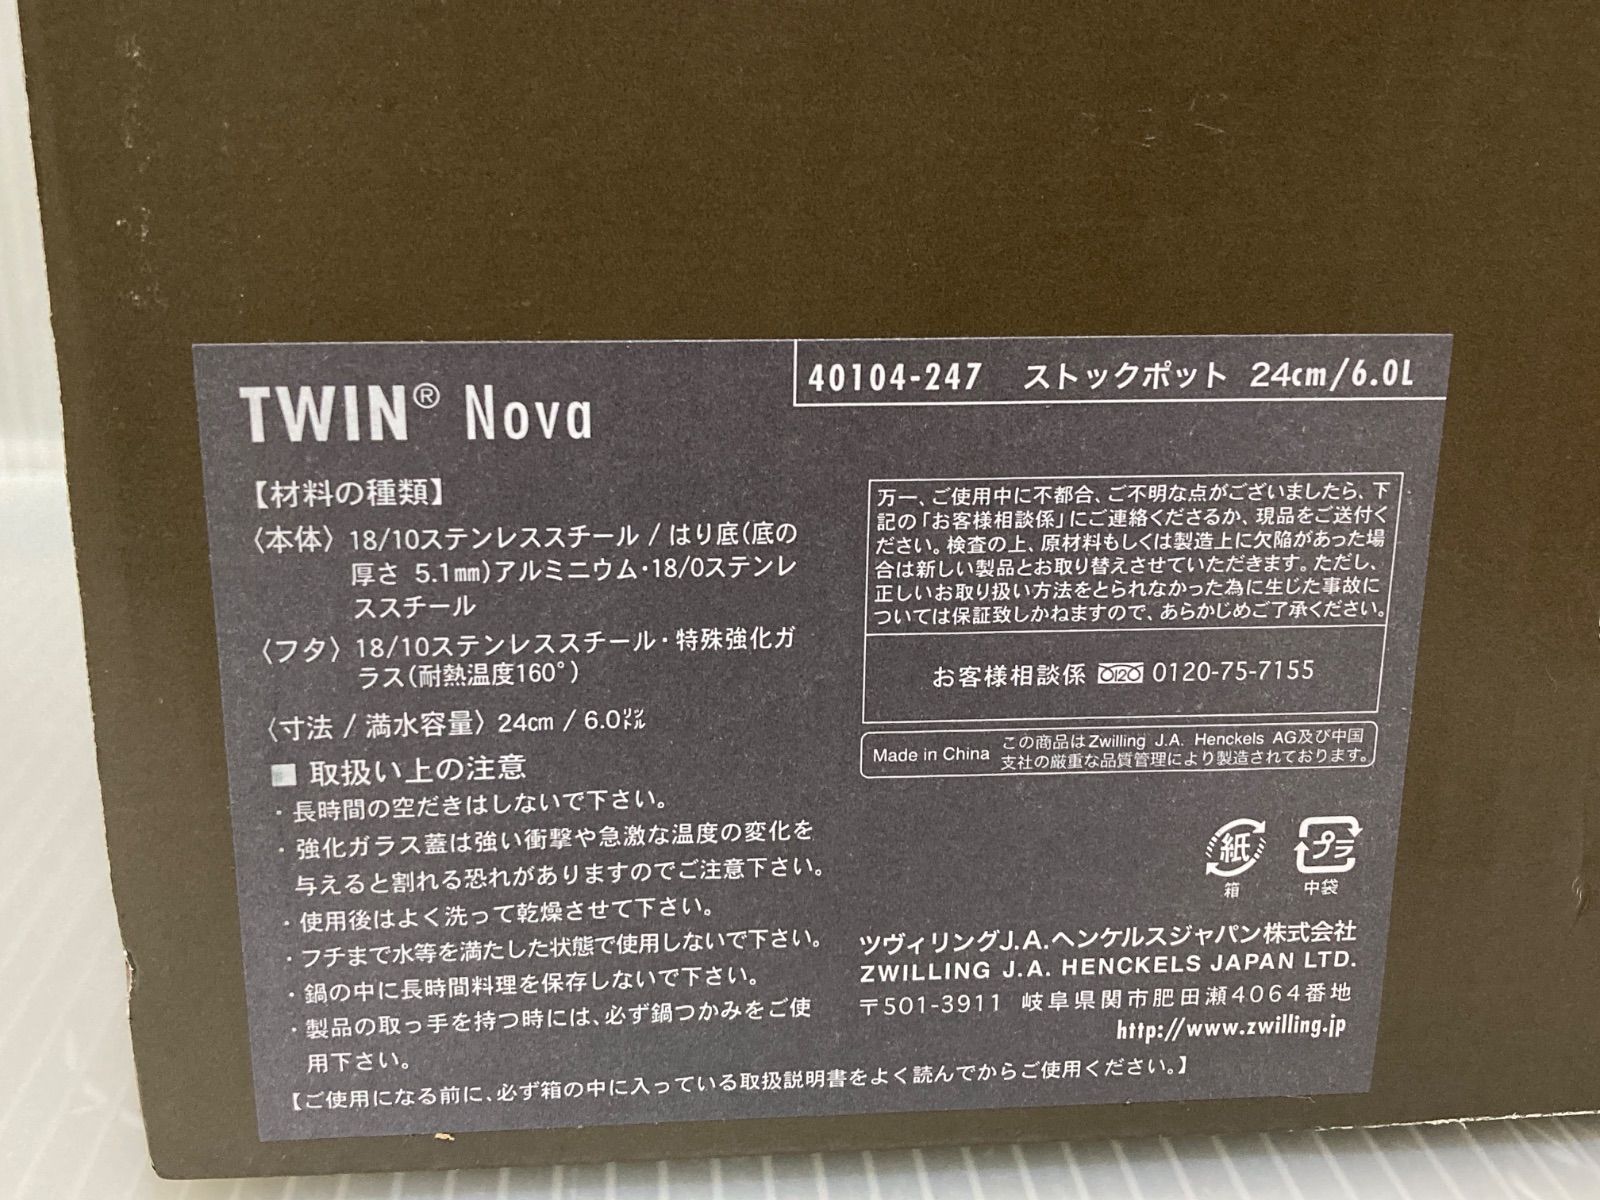 TWIN® Nova
40104-247 ストックポット 24cm/6.0L
【材料の種類】
〈本体〉18/10ステンレススチール / はり底(底の
厚さ 5.1mm)アルミニウム・18/0ステンレ
ススチール
〈フタ〉18/10ステンレススチール・特殊強化ガ
ラス(耐熱温度160°)
〈寸法 / 満水容量〉24cm / 6.0㍑
■ 取扱い上の注意
・長時間の空だきはしないで下さい。
・強化ガラス蓋は強い衝撃や急激な温度の変化を
与えると割れる恐れがありますのでご注意下さい。
・使用後はよく洗って乾燥させて下さい。
・フチまで水等を満たした状態で使用しないで下さい。
・鍋の中に長時間料理を保存しないで下さい。
・製品の取っ手を持つ時には、必ず鍋つかみをご使
用下さい。
【ご使用になる前に、必ず箱の中に入っている取扱説明書をよく読んでからご使用ください。】
万一、ご使用中に不都合、ご不明な点がございましたら、下
記の「お客様相談係」にご連絡くださるか、現品をご送付く
ださい。検査の上、原材料もしくは製造上に欠陥があった場
合は新しい製品とお取り替えさせていただきます。ただし、
正しいお取り扱い方法をとられなかった為に生じた事故に
ついては保証致しかねますので、あらかじめご了承ください。
お客様相談係 0120 0120-75-7155
Made in China この商品はZwilling J.A. Henckels AG及び中国
支社の厳重な品質管理により製造されております。
紙 プラ
箱 中袋
ツヴィリングJ.A.ヘンケルスジャパン株式会社
ZWILLING J.A. HENCKELS JAPAN LTD.
〒501-3911 岐阜県関市肥田瀬4064番地
http://www.zwilling.jp